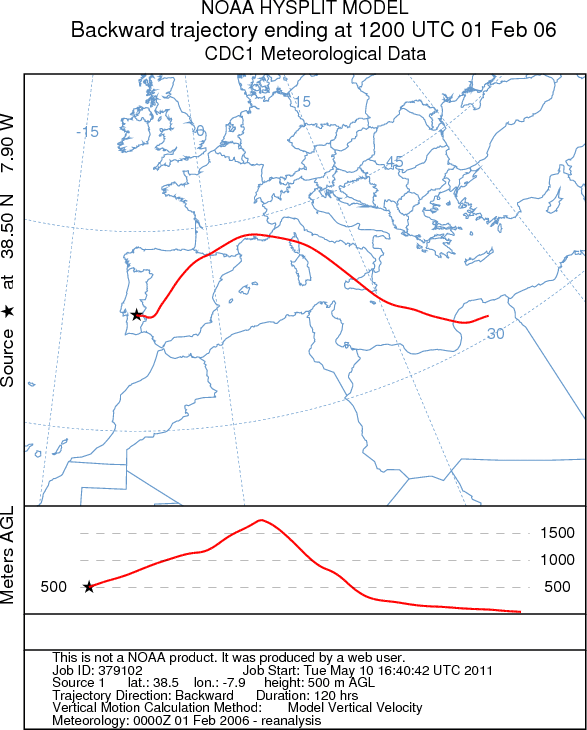 NOAA HYSPLIT MODEL
Backward trajectory ending at 1200 UTC 01 Feb 06
CDC1 Meteorological Data
Source ★ at 38.50 N 7.90 W
-15
0
15
45
30
Meters AGL
1500
1000
500
500
This is not a NOAA product. It was produced by a web user.
Job ID: 379102 Job Start: Tue May 10 16:40:42 UTC 2011
Source 1 lat.: 38.5 lon.: -7.9 height: 500 m AGL
Trajectory Direction: Backward Duration: 120 hrs
Vertical Motion Calculation Method: Model Vertical Velocity
Meteorology: 0000Z 01 Feb 2006 - reanalysis